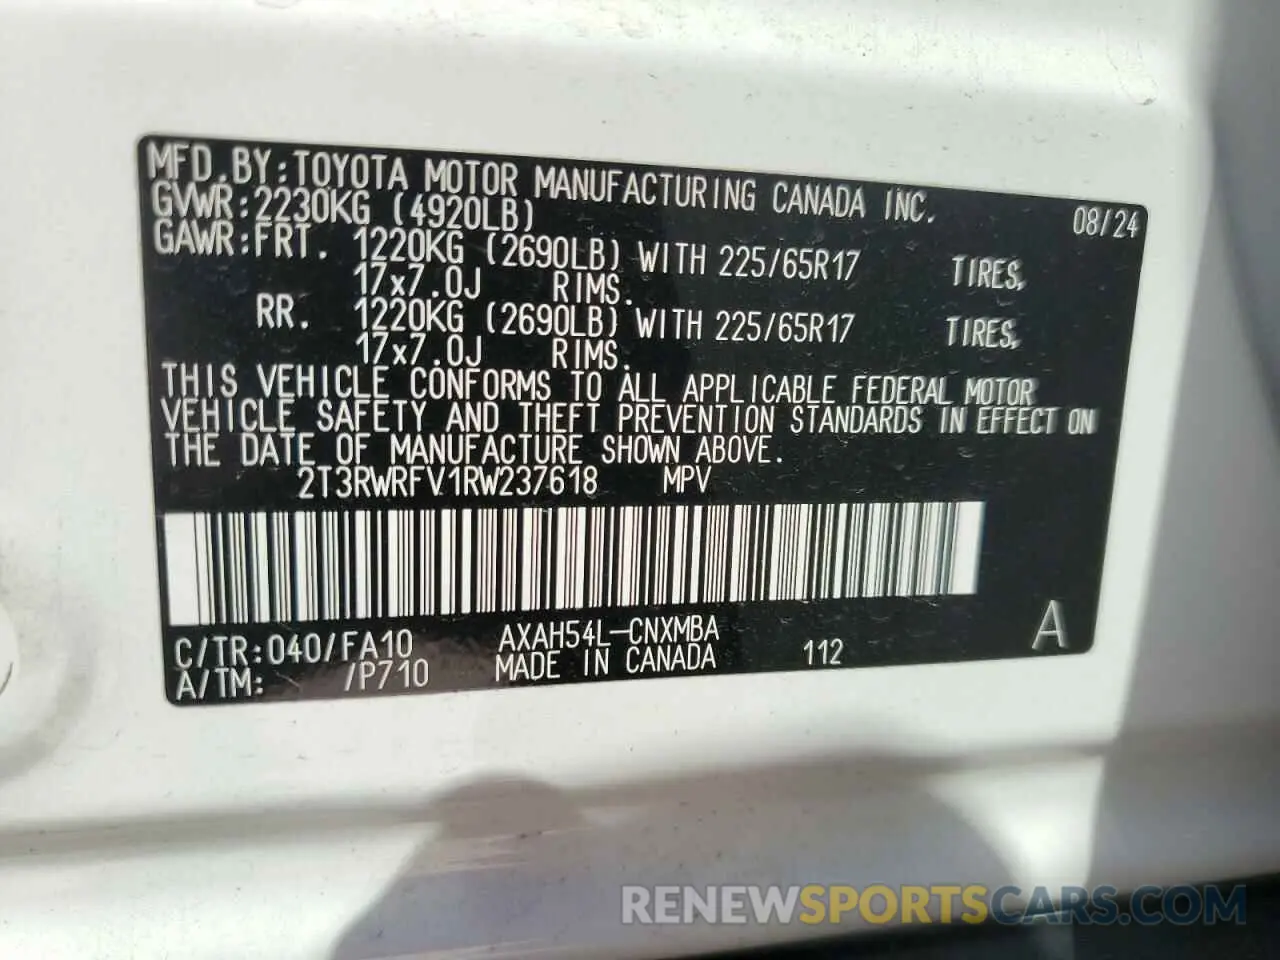 MFD.BY:TOYOTA MOTOR MANUFACTURING CANADA INC. 08/24
GVWR:2230KG (4920LB)
GAWR:FRT. 1220KG (2690LB) WITH 225/65R17 TIRES,
17x7.0J RIMS.
RR. 1220KG (2690LB) WITH 225/65R17 TIRES,
17x7.0J RIMS.
THIS VEHICLE CONFORMS TO ALL APPLICABLE FEDERAL MOTOR
VEHICLE SAFETY AND THEFT PREVENTION STANDARDS IN EFFECT ON
THE DATE OF MANUFACTURE SHOWN ABOVE.
2T3RWRFV1RW237618 MPV
C/TR:040/FA10 AXAH54L-CNXMBA
A/TM: /P710 MADE IN CANADA 112 A
RENEWSPORTSCARS.COM